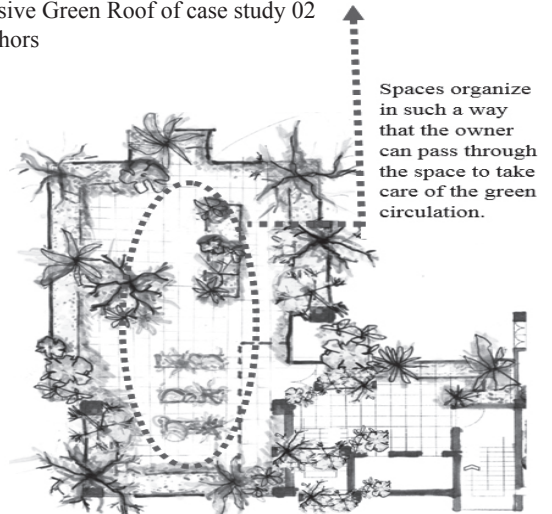 sive Green Roof of case study 02
hors
Spaces organize
in such a way
that the owner
can pass through
the space to take
care of the green
circulation.